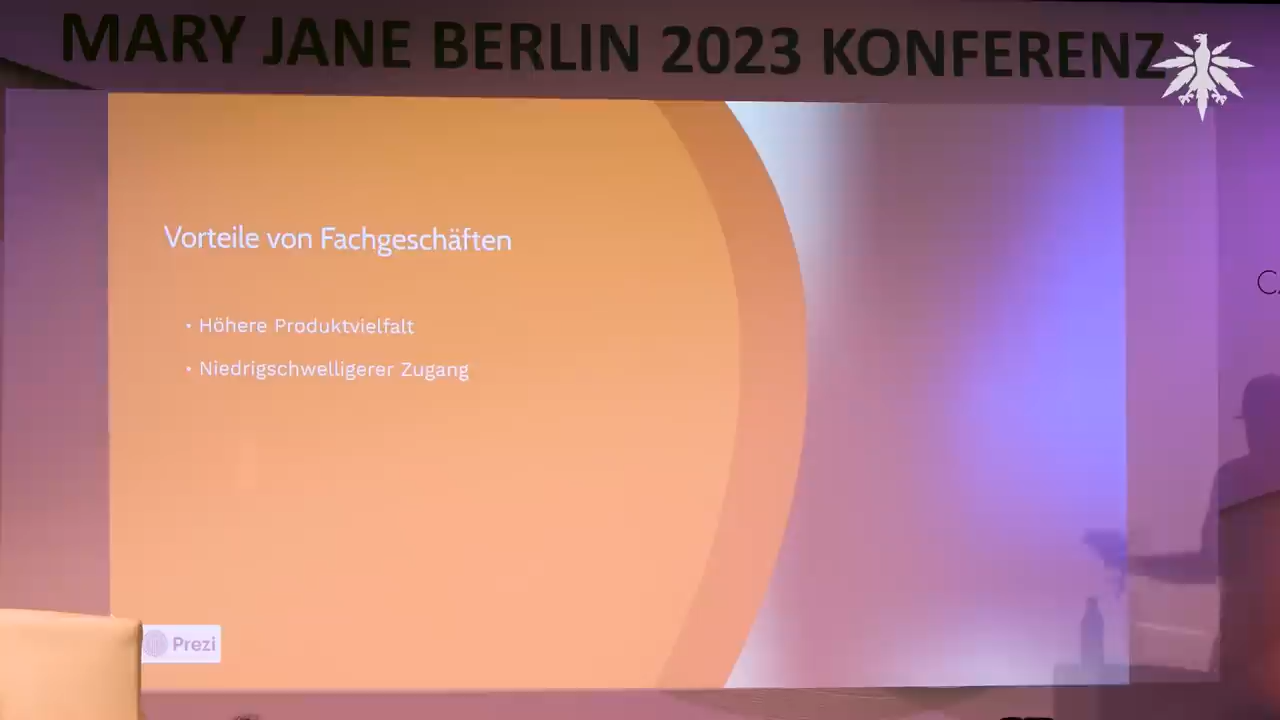 MARY JANE BERLIN 2023 KONFERENZ
Vorteile von Fachgeschäften
• Höhere Produktvielfalt
• Niedrigschwelligerer Zugang
Prezi